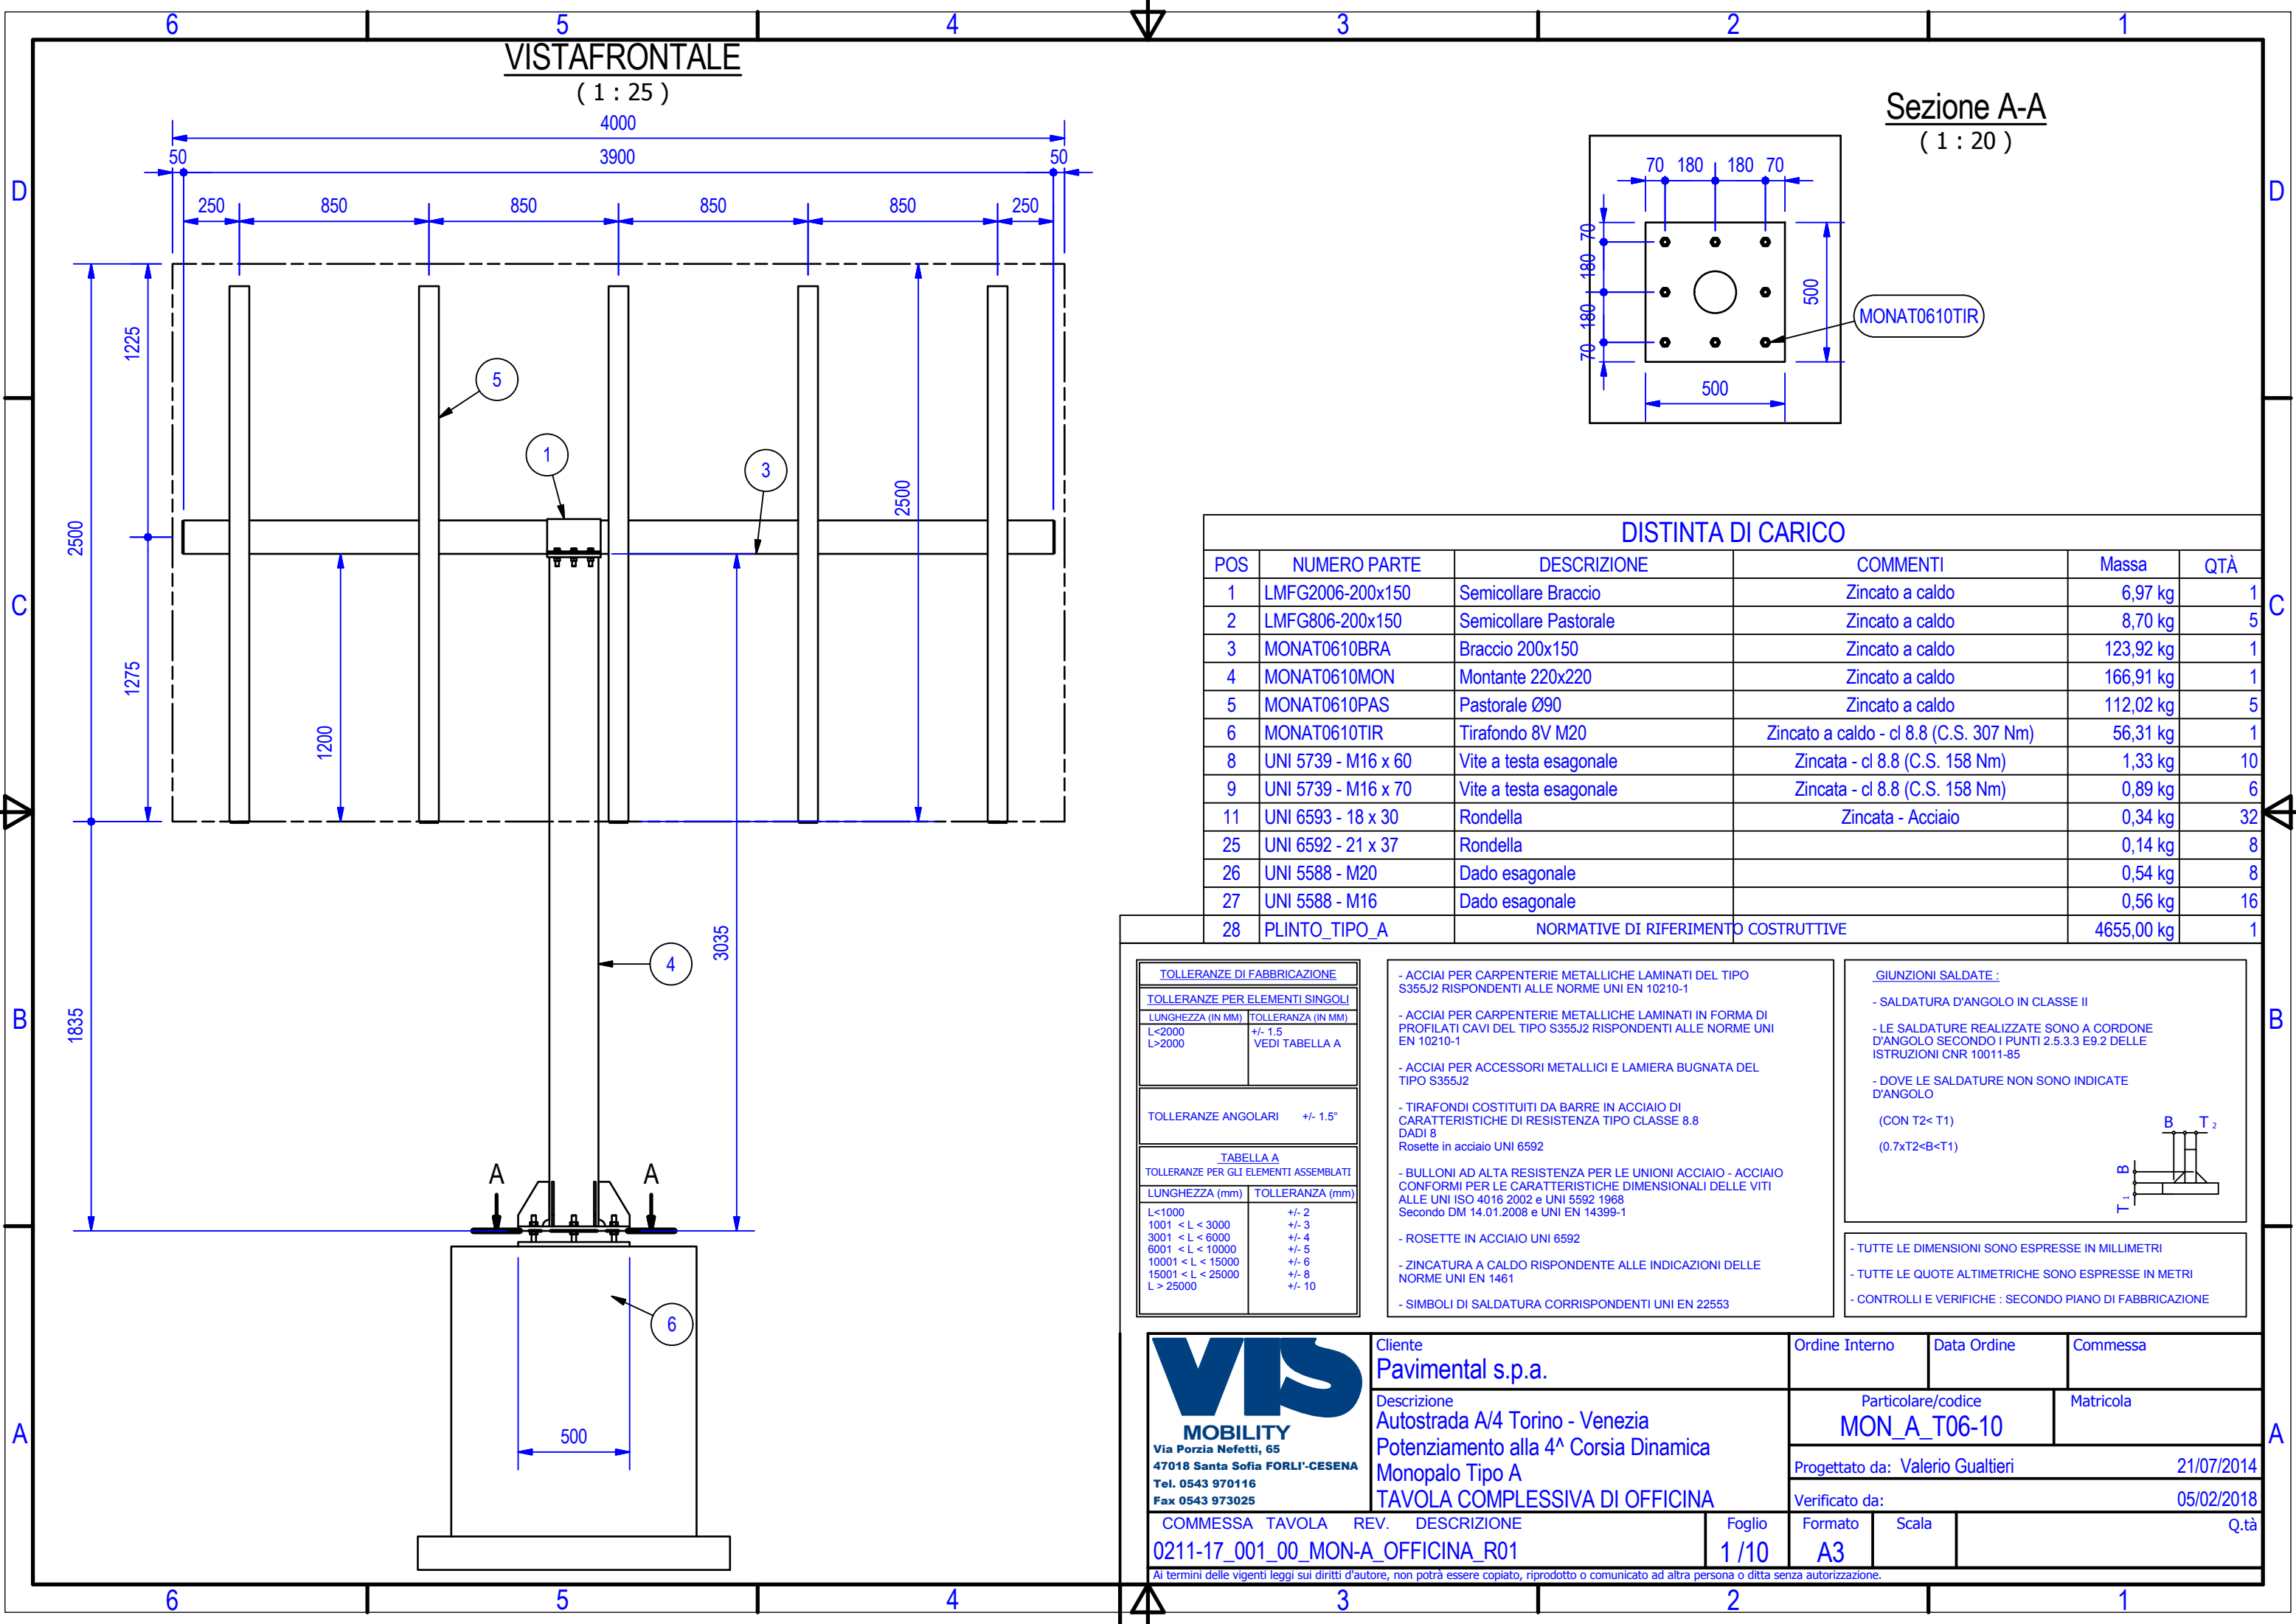 6 5 4 3 2 1
VISTAFRONTALE
( 1 : 25 )
4000
50 3900 50
250 850 850 850 850 250
1225
2500
1275
1200
2500
3035
1835
5
1
3
4
A A
6
500
Sezione A-A
( 1 : 20 )
70 180 180 70
70
180
180
70
500
500
MONAT0610TIR
D
C
B
A
D
C
B
A
DISTINTA DI CARICO
POS NUMERO PARTE DESCRIZIONE COMMENTI Massa QTÀ
1 LMFG2006-200x150 Semicollare Braccio Zincato a caldo 6,97 kg 1
2 LMFG806-200x150 Semicollare Pastorale Zincato a caldo 8,70 kg 5
3 MONAT0610BRA Braccio 200x150 Zincato a caldo 123,92 kg 1
4 MONAT0610MON Montante 220x220 Zincato a caldo 166,91 kg 1
5 MONAT0610PAS Pastorale Ø90 Zincato a caldo 112,02 kg 5
6 MONAT0610TIR Tirafondo 8V M20 Zincato a caldo - cl 8.8 (C.S. 307 Nm) 56,31 kg 1
8 UNI 5739 - M16 x 60 Vite a testa esagonale Zincata - cl 8.8 (C.S. 158 Nm) 1,33 kg 10
9 UNI 5739 - M16 x 70 Vite a testa esagonale Zincata - cl 8.8 (C.S. 158 Nm) 0,89 kg 6
11 UNI 6593 - 18 x 30 Rondella Zincata - Acciaio 0,34 kg 32
25 UNI 6592 - 21 x 37 Rondella 0,14 kg 8
26 UNI 5588 - M20 Dado esagonale 0,54 kg 8
27 UNI 5588 - M16 Dado esagonale 0,56 kg 16
28 PLINTO_TIPO_A NORMATIVE DI RIFERIMENTO COSTRUTTIVE 4655,00 kg 1
TOLLERANZE DI FABBRICAZIONE
TOLLERANZE PER ELEMENTI SINGOLI
LUNGHEZZA (IN MM) TOLLERANZA (IN MM)
L<2000 +/- 1.5
L>2000 VEDI TABELLA A
TOLLERANZE ANGOLARI +/- 1.5°
TABELLA A
TOLLERANZE PER GLI ELEMENTI ASSEMBLATI
LUNGHEZZA (mm) TOLLERANZA (mm)
L<1000 +/- 2
1001 < L < 3000 +/- 3
3001 < L < 6000 +/- 4
6001 < L < 10000 +/- 5
10001 < L < 15000 +/- 6
15001 < L < 25000 +/- 8
L > 25000 +/- 10
- ACCIAI PER CARPENTERIE METALLICHE LAMINATI DEL TIPO
S355J2 RISPONDENTI ALLE NORME UNI EN 10210-1
- ACCIAI PER CARPENTERIE METALLICHE LAMINATI IN FORMA DI
PROFILATI CAVI DEL TIPO S355J2 RISPONDENTI ALLE NORME UNI
EN 10210-1
- ACCIAI PER ACCESSORI METALLICI E LAMIERA BUGNATA DEL
TIPO S355J2
- TIRAFONDI COSTITUITI DA BARRE IN ACCIAIO DI
CARATTERISTICHE DI RESISTENZA TIPO CLASSE 8.8
DADI 8
Rosette in acciaio UNI 6592
- BULLONI AD ALTA RESISTENZA PER LE UNIONI ACCIAIO - ACCIAIO
CONFORMI PER LE CARATTERISTICHE DIMENSIONALI DELLE VITI
ALLE UNI ISO 4016 2002 e UNI 5592 1968
Secondo DM 14.01.2008 e UNI EN 14399-1
- ROSETTE IN ACCIAIO UNI 6592
- ZINCATURA A CALDO RISPONDENTE ALLE INDICAZIONI DELLE
NORME UNI EN 1461
- SIMBOLI DI SALDATURA CORRISPONDENTI UNI EN 22553
GIUNZIONI SALDATE :
- SALDATURA D'ANGOLO IN CLASSE II
- LE SALDATURE REALIZZATE SONO A CORDONE
D'ANGOLO SECONDO I PUNTI 2.5.3.3 E9.2 DELLE
ISTRUZIONI CNR 10011-85
- DOVE LE SALDATURE NON SONO INDICATE
D'ANGOLO
(CON T2< T1)
(0.7xT2<B<T1)
B T 2
B
T 1
- TUTTE LE DIMENSIONI SONO ESPRESSE IN MILLIMETRI
- TUTTE LE QUOTE ALTIMETRICHE SONO ESPRESSE IN METRI
- CONTROLLI E VERIFICHE : SECONDO PIANO DI FABBRICAZIONE
VIS
MOBILITY
Via Porzia Nefetti, 65
47018 Santa Sofia FORLI'-CESENA
Tel. 0543 970116
Fax 0543 973025
Cliente
Pavimental s.p.a.
Descrizione
Autostrada A/4 Torino - Venezia
Potenziamento alla 4^ Corsia Dinamica
Monopalo Tipo A
TAVOLA COMPLESSIVA DI OFFICINA
Ordine Interno Data Ordine Commessa
Particolare/codice Matricola
MON_A_T06-10
Progettato da: Valerio Gualtieri 21/07/2014
Verificato da: 05/02/2018
COMMESSA TAVOLA REV. DESCRIZIONE Foglio Formato Scala Q.tà
0211-17_001_00_MON-A_OFFICINA_R01 1 /10 A3
Ai termini delle vigenti leggi sui diritti d'autore, non potrà essere copiato, riprodotto o comunicato ad altra persona o ditta senza autorizzazione.
6 5 4 3 2 1